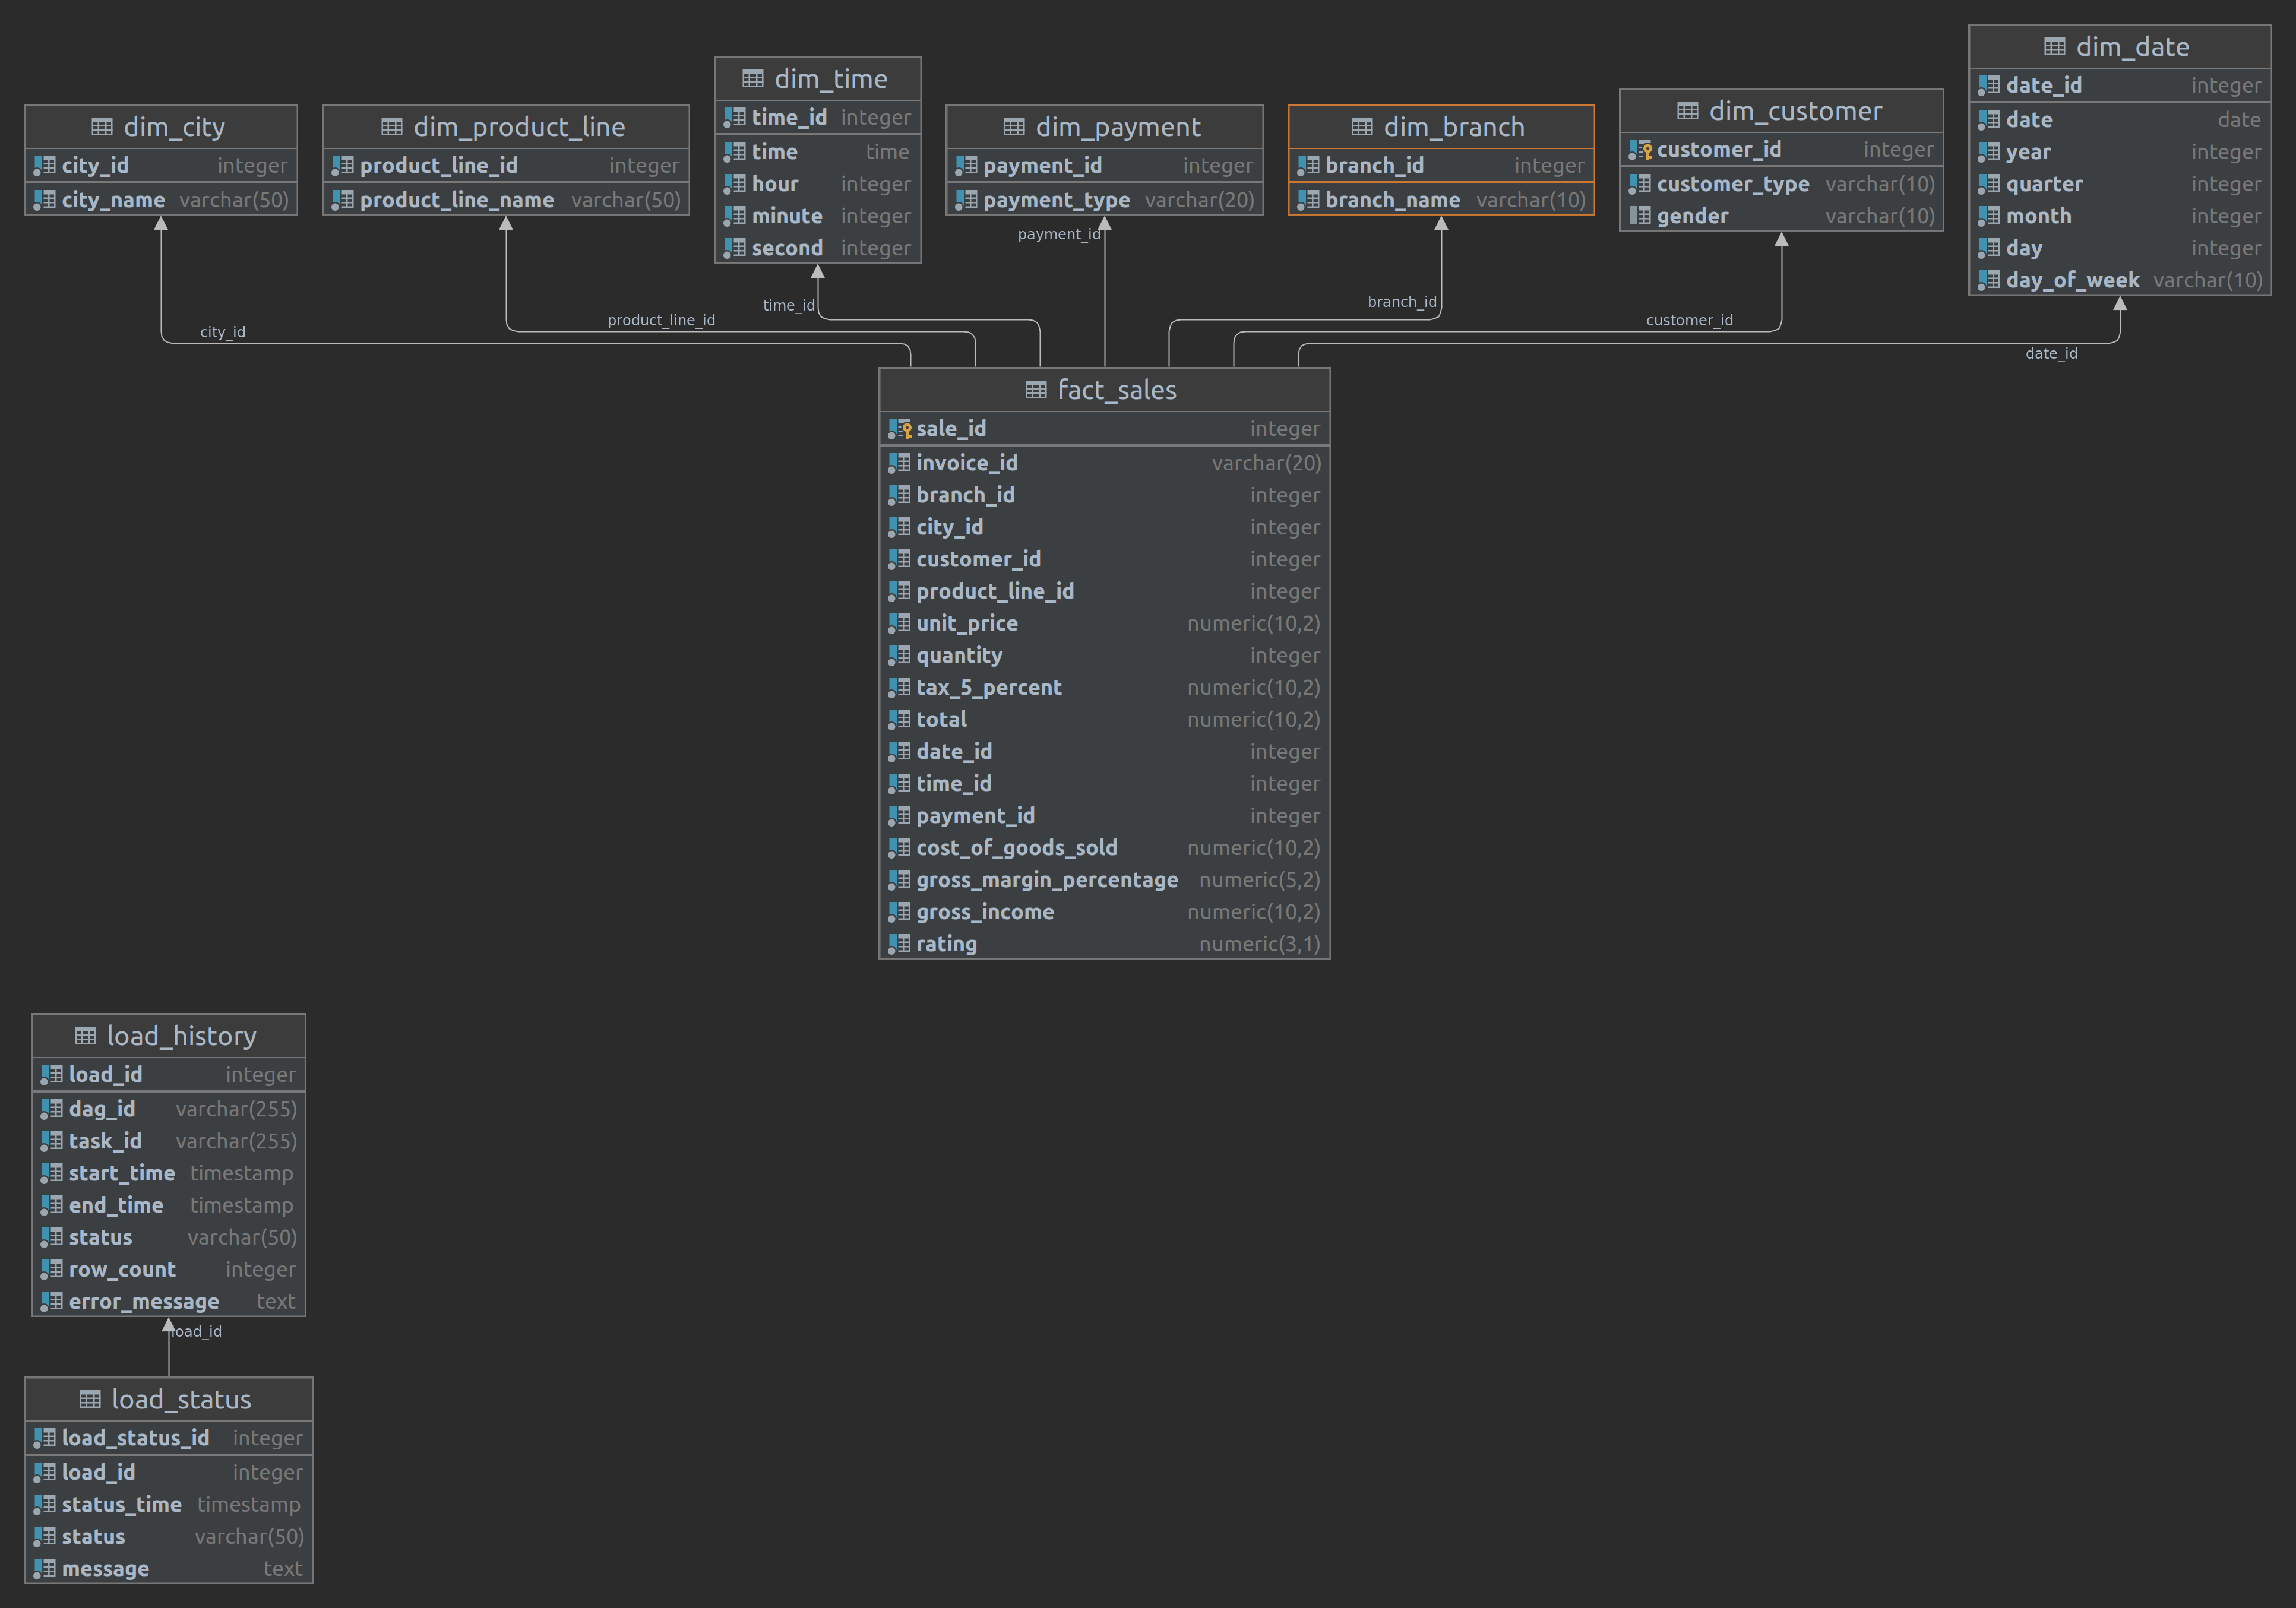 dim_city
city_id integer
city_name varchar(50)
dim_product_line
product_line_id integer
product_line_name varchar(50)
dim_time
time_id integer
time time
hour integer
minute integer
second integer
dim_payment
payment_id integer
payment_type varchar(20)
dim_branch
branch_id integer
branch_name varchar(10)
dim_customer
customer_id integer
customer_type varchar(10)
gender varchar(10)
dim_date
date_id integer
date date
year integer
quarter integer
month integer
day integer
day_of_week varchar(10)
city_id
product_line_id
time_id
payment_id
branch_id
customer_id
date_id
fact_sales
sale_id integer
invoice_id varchar(20)
branch_id integer
city_id integer
customer_id integer
product_line_id integer
unit_price numeric(10,2)
quantity integer
tax_5_percent numeric(10,2)
total numeric(10,2)
date_id integer
time_id integer
payment_id integer
cost_of_goods_sold numeric(10,2)
gross_margin_percentage numeric(5,2)
gross_income numeric(10,2)
rating numeric(3,1)
load_history
load_id integer
dag_id varchar(255)
task_id varchar(255)
start_time timestamp
end_time timestamp
status varchar(50)
row_count integer
error_message text
load_id
load_status
load_status_id integer
load_id integer
status_time timestamp
status varchar(50)
message text